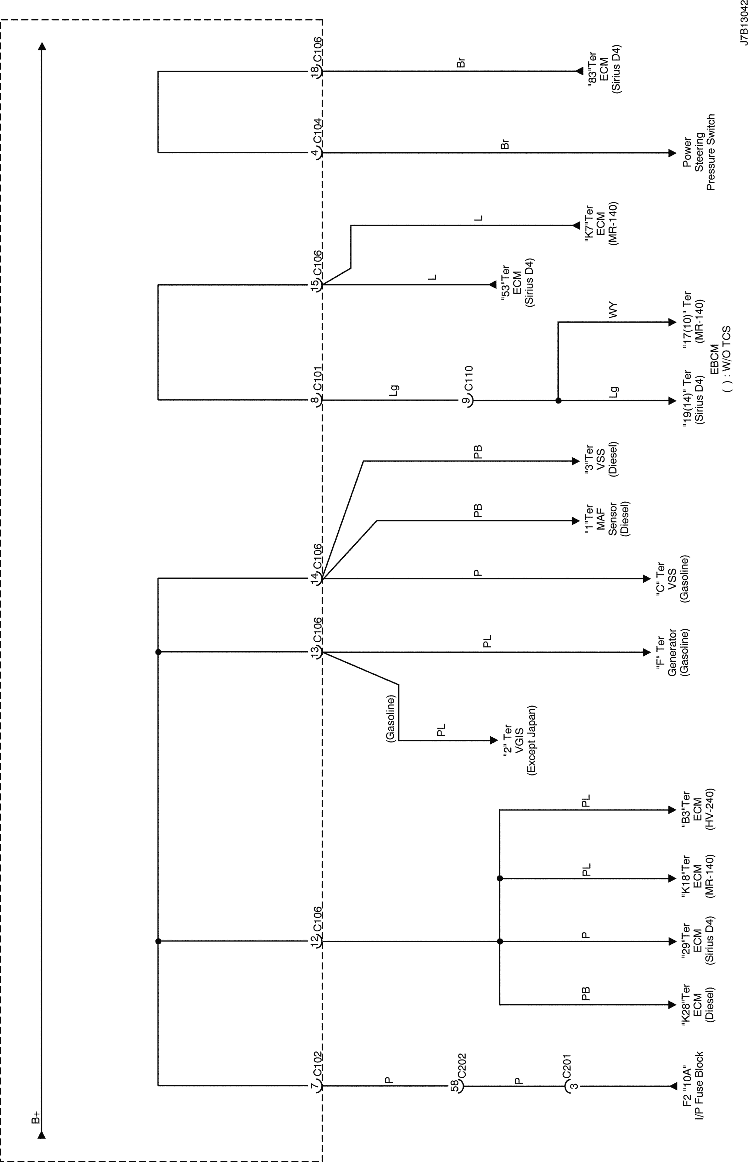 J7B13042
B+
7 C102
P
5B C202
P
3 C201
F2 "10A"
I/P Fuse Block
12 C106
PB
"K28"Ter
ECM
(Diesel)
P
"29"Ter
ECM
(Sirius D4)
PL
"K18"Ter
ECM
(MR-140)
PL
"B3"Ter
ECM
(HV-240)
13 C106
(Gasoline)
PL
"2" Ter
VGIS
(Except Japan)
PL
"F" Ter
Generator
(Gasoline)
14 C106
P
"C" Ter
VSS
(Gasoline)
PB
"1"Ter
MAF
Sensor
(Diesel)
PB
"3"Ter
VSS
(Diesel)
8 C101
Lg
9 C110
Lg
"19(14)" Ter
(Sirius D4)
WY
"17(10)" Ter
(MR-140)
EBCM
( ) : W/O TCS
15 C106
L
"53"Ter
ECM
(Sirius D4)
L
"K7"Ter
ECM
(MR-140)
4 C104
Br
Power
Steering
Pressure Switch
18 C106
Br
"83"Ter
ECM
(Sirius D4)